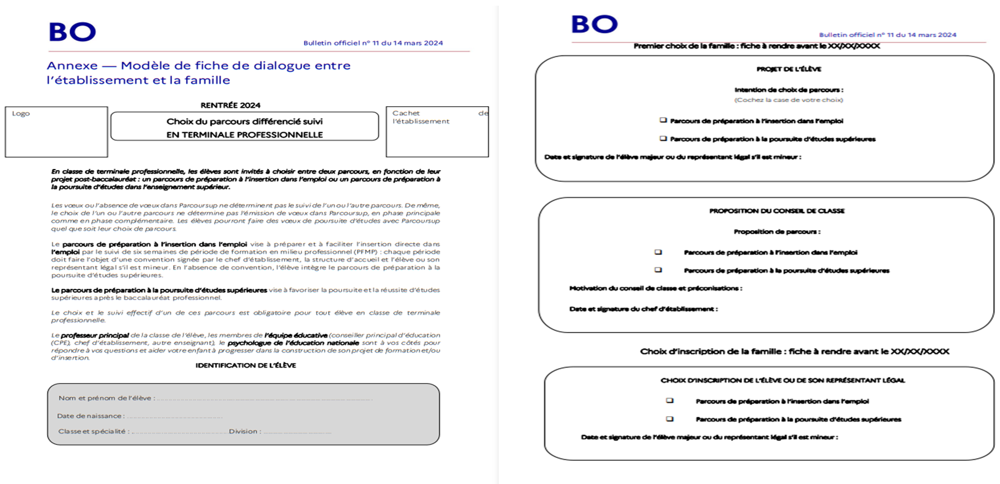 BO
Bulletin officiel n° 11 du 14 mars 2024
Annexe — Modèle de fiche de dialogue entre
l'établissement et la famille
RENTRÉE 2024
Logo
Choix du parcours différencié suivi
EN TERMINALE PROFESSIONNELLE
Cachet de
l'établissement
En classe de terminale professionnelle, les élèves sont invités à choisir entre deux parcours, en fonction de leur
projet post-baccalauréat : un parcours de préparation à l'insertion dans l'emploi ou un parcours de préparation à
la poursuite d'études dans l'enseignement supérieur.
Les vœux ou l'absence de vœux dans Parcoursup ne déterminent pas le suivi de l'un ou l'autre parcours. De même,
le choix de l'un ou l'autre parcours ne détermine pas l'émission de vœux dans Parcoursup, en phase principale
comme en phase complémentaire. Les élèves pourront faire des vœux de poursuite d'études avec Parcoursup
quel que soit leur choix de parcours.
Le parcours de préparation à l'insertion dans l'emploi vise à préparer et à faciliter l'insertion directe dans
l'emploi par le suivi de six semaines de période de formation en milieu professionnel (PFMP) : chaque période
doit faire l'objet d'une convention signée par le chef d'établissement, la structure d'accueil et l'élève ou son
représentant légal s'il est mineur. En l'absence de convention, l'élève intègre le parcours de préparation à la
poursuite d'études supérieures.
Le parcours de préparation à la poursuite d'études supérieures vise à favoriser la poursuite et la réussite d'études
supérieures après le baccalauréat professionnel.
Le choix et le suivi effectif d'un de ces parcours est obligatoire pour tout élève en classe de terminale
professionnelle.
Le professeur principal de la classe de l'élève, les membres de l'équipe éducative (conseiller principal d'éducation
(CPE), chef d'établissement, autre enseignant), le psychologue de l'éducation nationale sont à vos côtés pour
répondre à vos questions et aider votre enfant à progresser dans la construction de son projet de formation et/ou
d'insertion.
IDENTIFICATION DE L'ÉLÈVE
Nom et prénom de l'élève :
Date de naissance :
Classe et spécialité : Division :
BO
Bulletin officiel n° 11 du 14 mars 2024
Premier choix de la famille : fiche à rendre avant le XX/XX/XXXX
PROJET DE L'ÉLÈVE
Intention de choix de parcours :
(Cochez la case de votre choix)
❑ Parcours de préparation à l'insertion dans l'emploi
❑ Parcours de préparation à la poursuite d'études supérieures
Date et signature de l'élève majeur ou du représentant légal s'il est mineur :
PROPOSITION DU CONSEIL DE CLASSE
Proposition de parcours :
❑ Parcours de préparation à l'insertion dans l'emploi
❑ Parcours de préparation à la poursuite d'études supérieures
Motivation du conseil de classe et préconisations :
Date et signature du chef d'établissement :
Choix d'inscription de la famille : fiche à rendre avant le XX/XX/XXXX
CHOIX D'INSCRIPTION DE L'ÉLÈVE OU DE SON REPRÉSENTANT LÉGAL
❑ Parcours de préparation à l'insertion dans l'emploi
❑ Parcours de préparation à la poursuite d'études supérieures
Date et signature de l'élève majeur ou du représentant légal s'il est mineur :